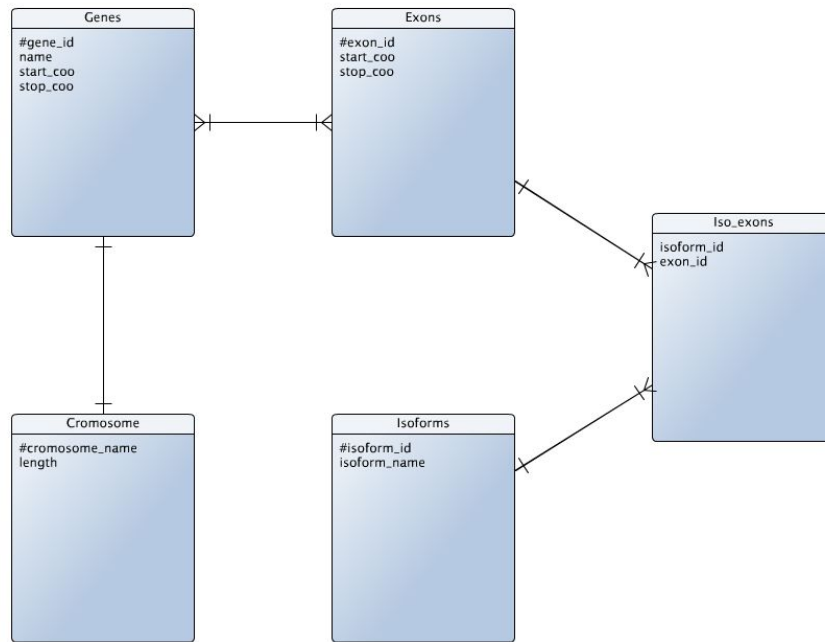 Genes
#gene_id
name
start_coo
stop_coo
Exons
#exon_id
start_coo
stop_coo
Iso_exons
isoform_id
exon_id
Cromosome
#cromosome_name
length
Isoforms
#isoform_id
isoform_name